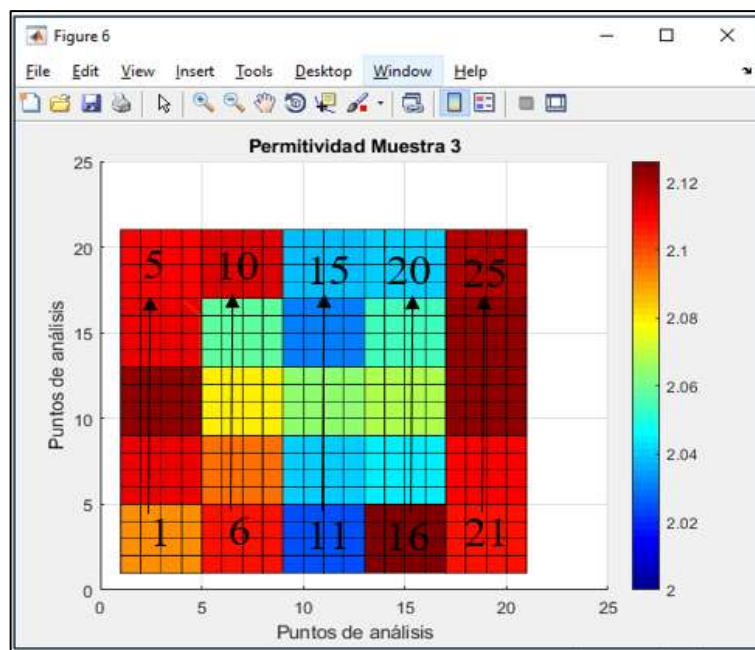 Figure 6
File Edit View Insert Tools Desktop Window Help
Permitividad Muestra 3
25
20
15
10
5
0
Puntos de análisis
5 10 15 20 25
1 6 11 16 21
0 5 10 15 20 25
Puntos de análisis
2.12
2.1
2.08
2.06
2.04
2.02
2